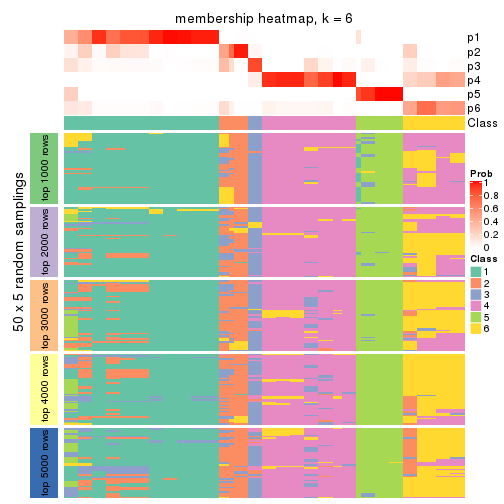 membership heatmap, k = 6
p1
p2
p3
p4
p5
p6
Class
50 x 5 random samplings
top 1000 rows
top 2000 rows
top 3000 rows
top 4000 rows
top 5000 rows
Prob
1
0.8
0.6
0.4
0.2
0
Class
1
2
3
4
5
6